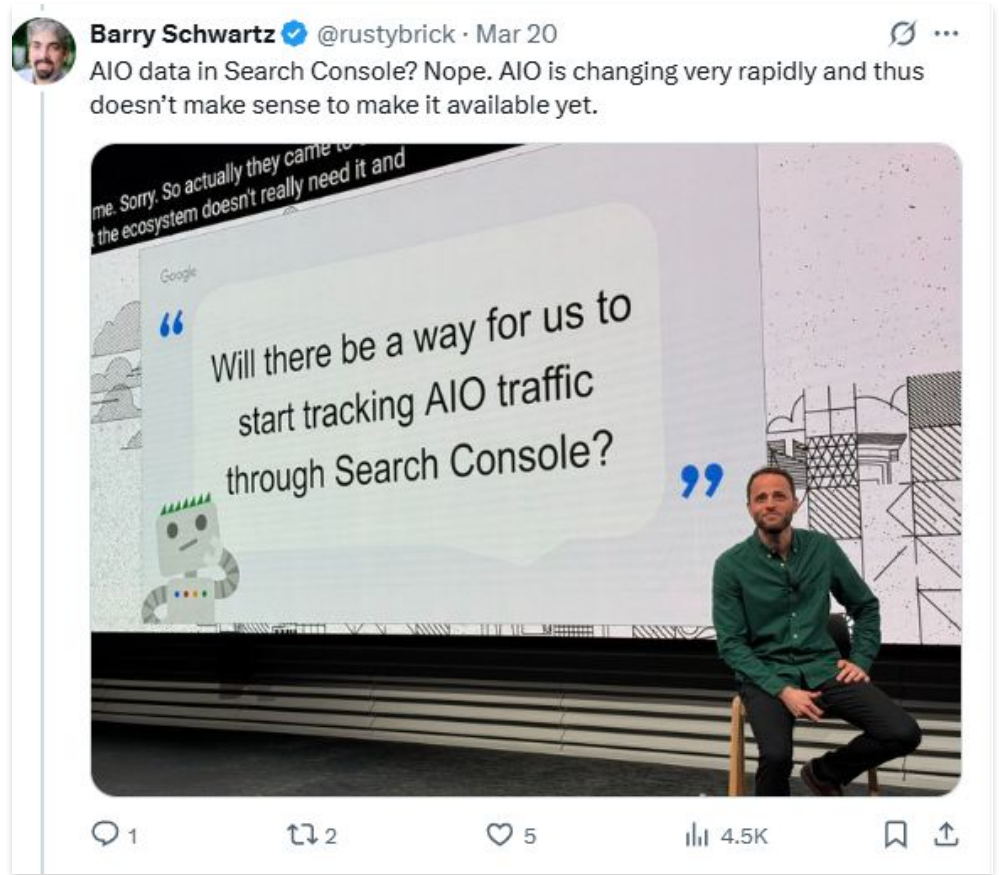 Barry Schwartz @rustybrick · Mar 20
AIO data in Search Console? Nope. AIO is changing very rapidly and thus
doesn’t make sense to make it available yet.
me. Sorry. So actually they came to
the ecosystem doesn't really need it and
Google
“
Will there be a way for us to
start tracking AIO traffic
through Search Console?
”
1 2 5 4.5K